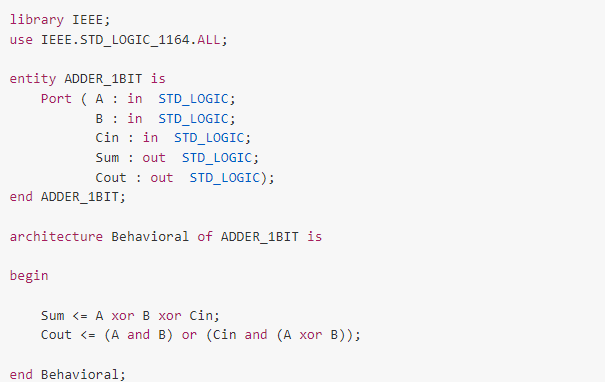 library IEEE;
use IEEE.STD_LOGIC_1164.ALL;
entity ADDER_1BIT is
Port ( A : in  STD_LOGIC;
B : in  STD_LOGIC;
Cin : in  STD_LOGIC;
Sum : out  STD_LOGIC;
Cout : out  STD_LOGIC);
end ADDER_1BIT;
architecture Behavioral of ADDER_1BIT is
begin
Sum <= A xor B xor Cin;
Cout <= (A and B) or (Cin and (A xor B));
end Behavioral;